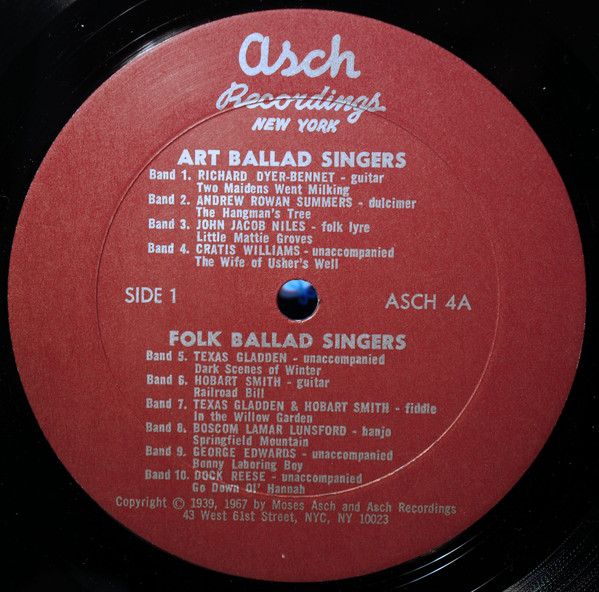 Asch
Recordings
NEW YORK
ART BALLAD SINGERS
Band 1. RICHARD DYER-BENNET - guitar
Two Maidens Went Milking
Band 2. ANDREW ROWAN SUMMERS - dulcimer
The Hangman's Tree
Band 3. JOHN JACOB NILES - folk lyre
Little Mattie Groves
Band 4. CRATIS WILLIAMS - unaccompanied
The Wife of Usher's Well
SIDE 1
ASCH 4A
FOLK BALLAD SINGERS
Band 5. TEXAS GLADDEN - unaccompanied
Dark Scenes of Winter
Band 6. HOBART SMITH - guitar
Railroad Bill
Band 7. TEXAS GLADDEN & HOBART SMITH - fiddle
In the Willow Garden
Band 8. BOSCOM LAMAR LUNSFORD - banjo
Springfield Mountain
Band 9. GEORGE EDWARDS - unaccompanied
Bonny Laboring Boy
Band 10. DOCK REESE - unaccompanied
Go Down Ol' Hannah
Copyright © 1939, 1967 by Moses Asch and Asch Recordings
43 West 61st Street, NYC, NY 10023